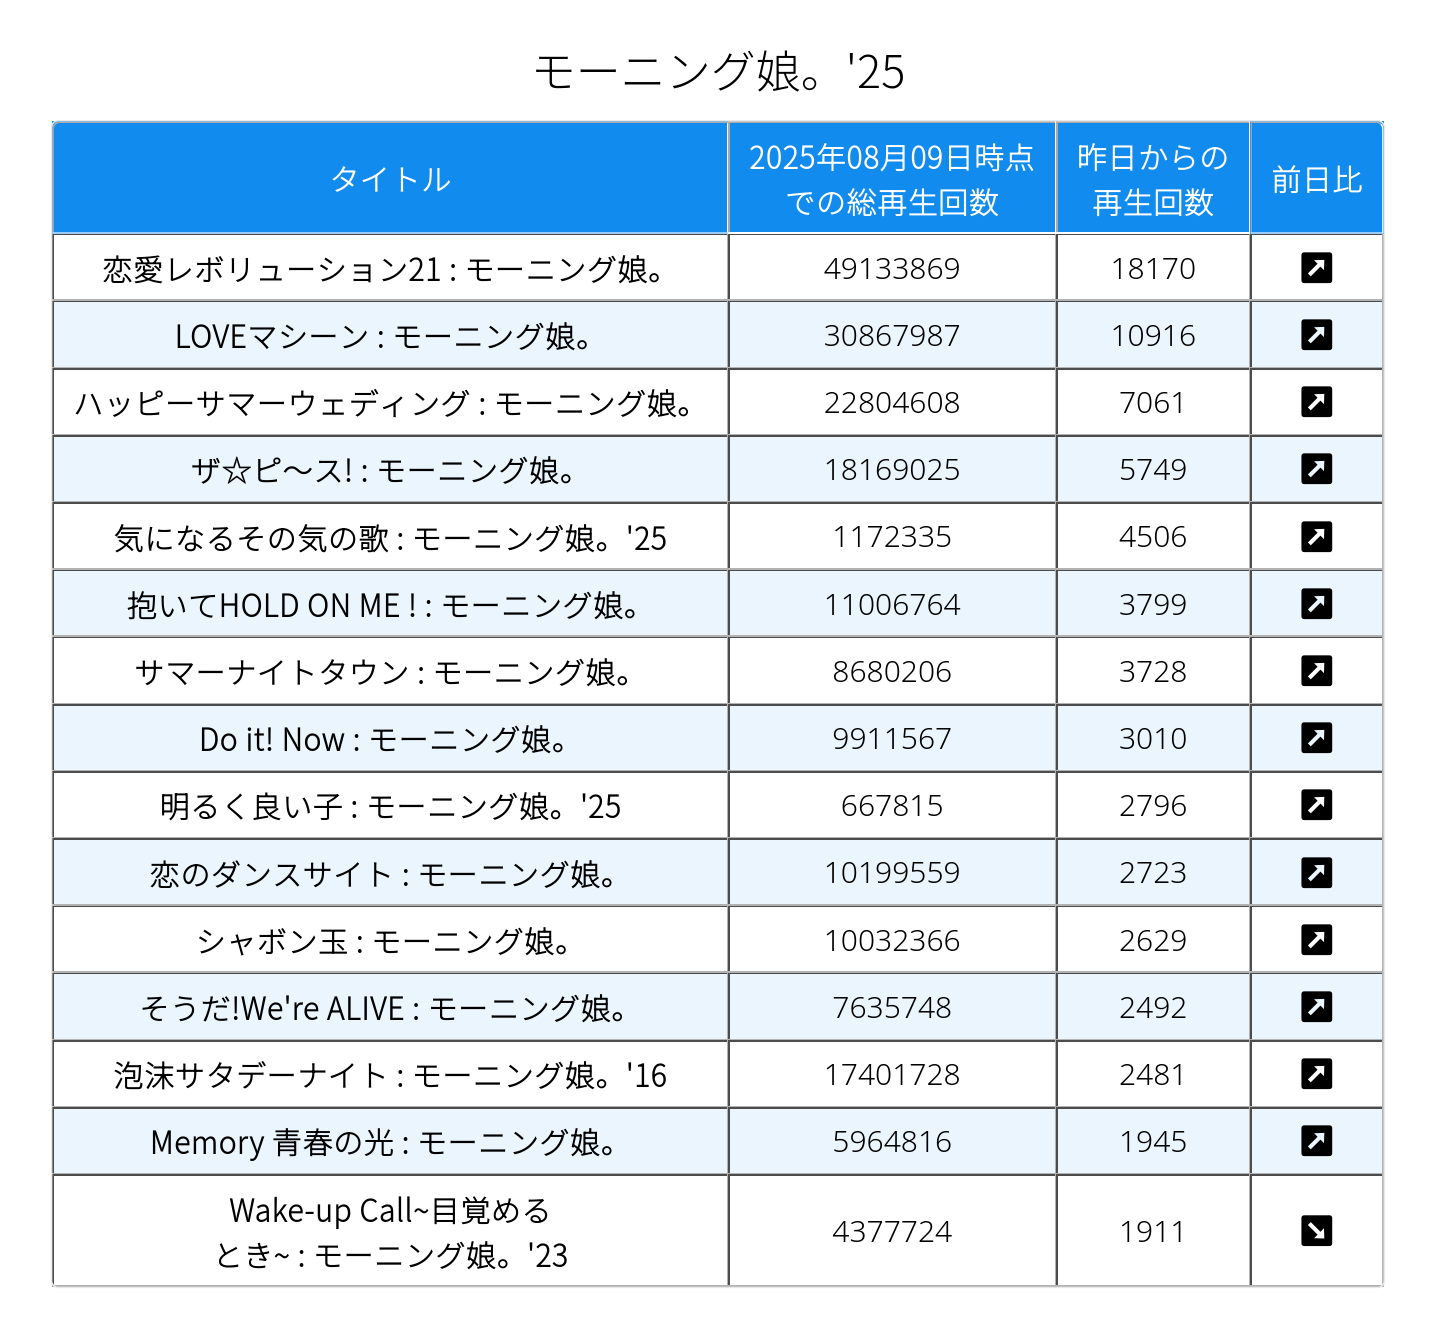 モーニング娘。'25
タイトル
2025年08月09日時点
での総再生回数
昨日からの
再生回数
前日比
恋愛レボリューション21 : モーニング娘。 49133869 18170
LOVEマシーン : モーニング娘。 30867987 10916
ハッピーサマーウェディング : モーニング娘。 22804608 7061
ザ☆ピ〜ス! : モーニング娘。 18169025 5749
気になるその気の歌 : モーニング娘。'25 1172335 4506
抱いてHOLD ON ME ! : モーニング娘。 11006764 3799
サマーナイトタウン : モーニング娘。 8680206 3728
Do it! Now : モーニング娘。 9911567 3010
明るく良い子 : モーニング娘。'25 667815 2796
恋のダンスサイト : モーニング娘。 10199559 2723
シャボン玉 : モーニング娘。 10032366 2629
そうだ!We're ALIVE : モーニング娘。 7635748 2492
泡沫サタデーナイト : モーニング娘。'16 17401728 2481
Memory 青春の光 : モーニング娘。 5964816 1945
Wake-up Call~目覚める
とき~ : モーニング娘。'23 4377724 1911